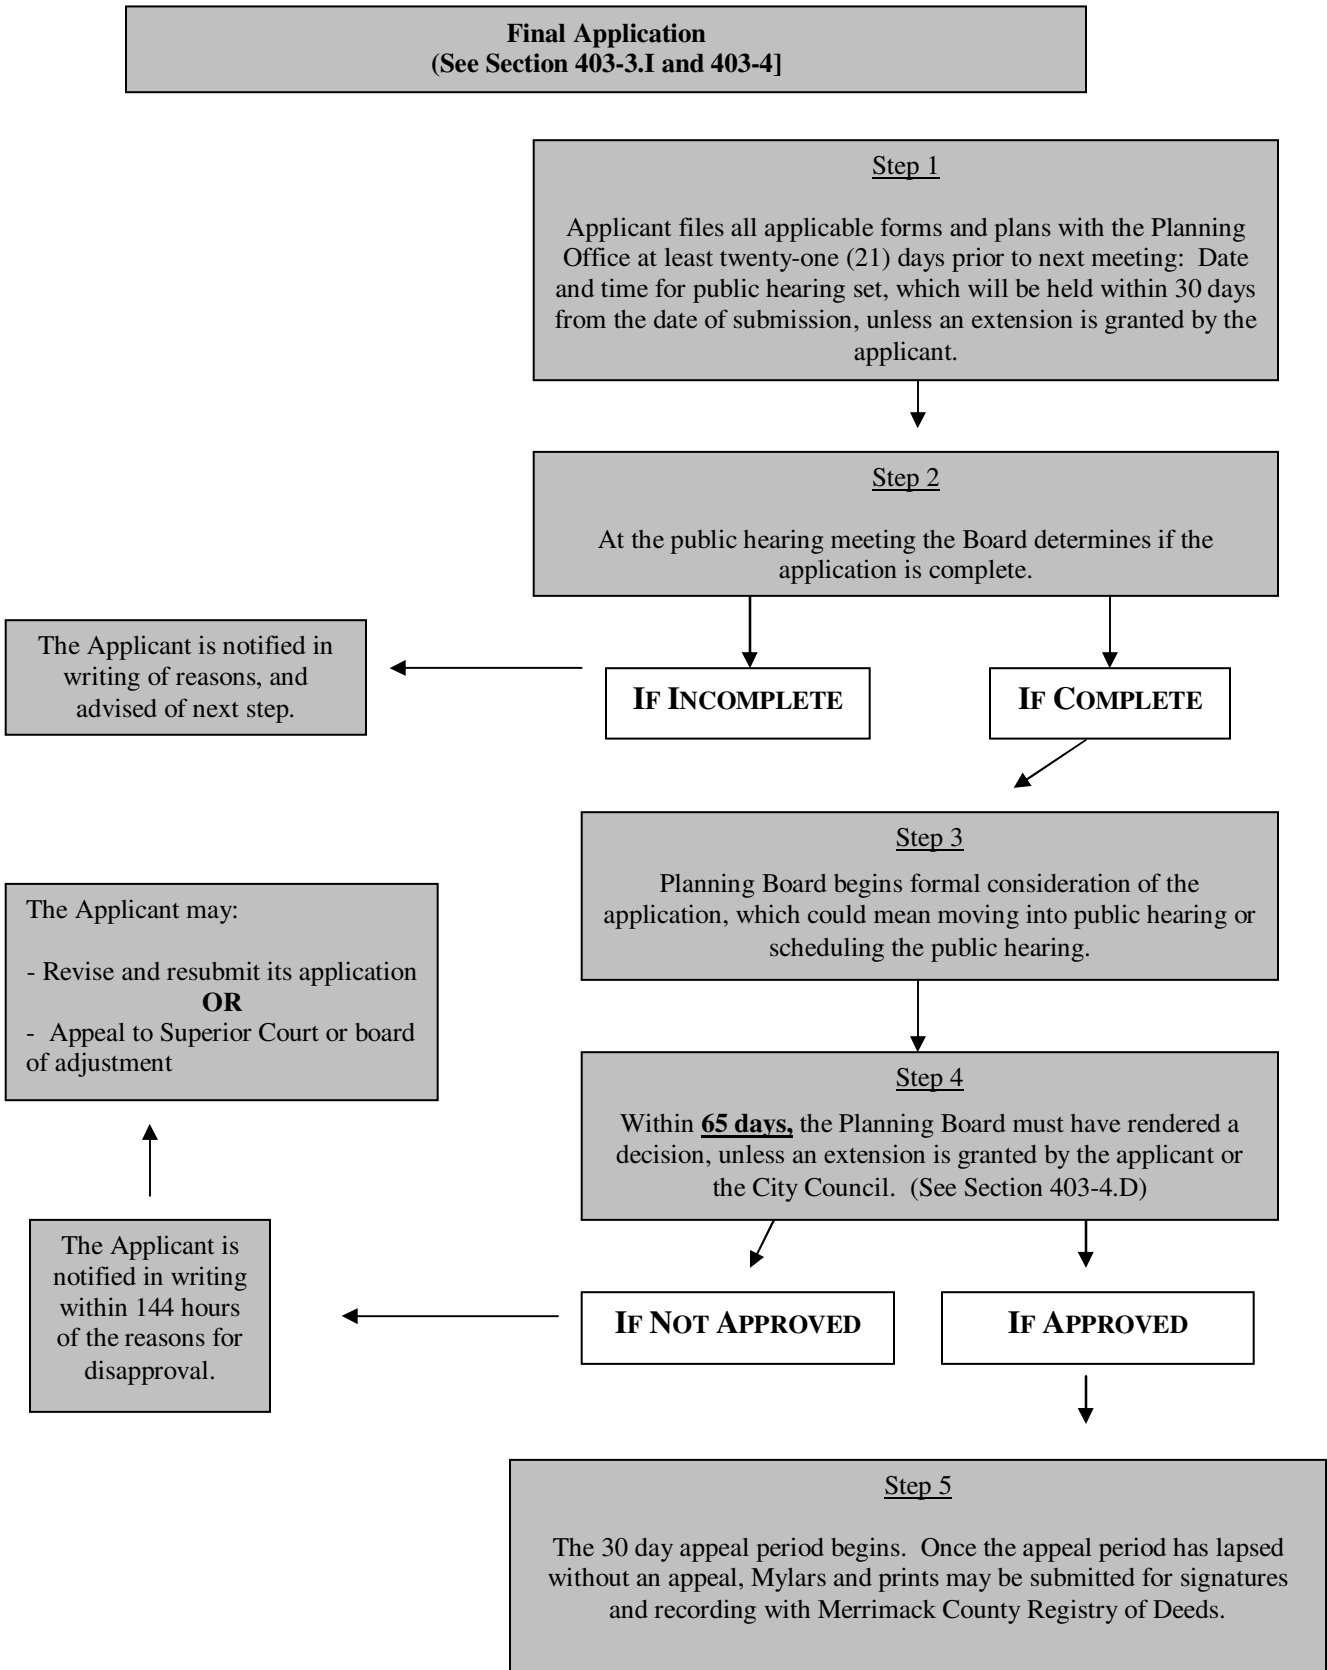 Final Application
(See Section 403-3.I and 403-4]
Step 1
Applicant files all applicable forms and plans with the Planning
Office at least twenty-one (21) days prior to next meeting: Date
and time for public hearing set, which will be held within 30 days
from the date of submission, unless an extension is granted by the
applicant.
Step 2
At the public hearing meeting the Board determines if the
application is complete.
The Applicant is notified in
writing of reasons, and
advised of next step.
IF INCOMPLETE
IF COMPLETE
Step 3
Planning Board begins formal consideration of the
application, which could mean moving into public hearing or
scheduling the public hearing.
The Applicant may:
- Revise and resubmit its application
OR
- Appeal to Superior Court or board
of adjustment
Step 4
Within 65 days, the Planning Board must have rendered a
decision, unless an extension is granted by the applicant or
the City Council. (See Section 403-4.D)
The Applicant is
notified in writing
within 144 hours
of the reasons for
disapproval.
IF NOT APPROVED
IF APPROVED
Step 5
The 30 day appeal period begins. Once the appeal period has lapsed
without an appeal, Mylars and prints may be submitted for signatures
and recording with Merrimack County Registry of Deeds.